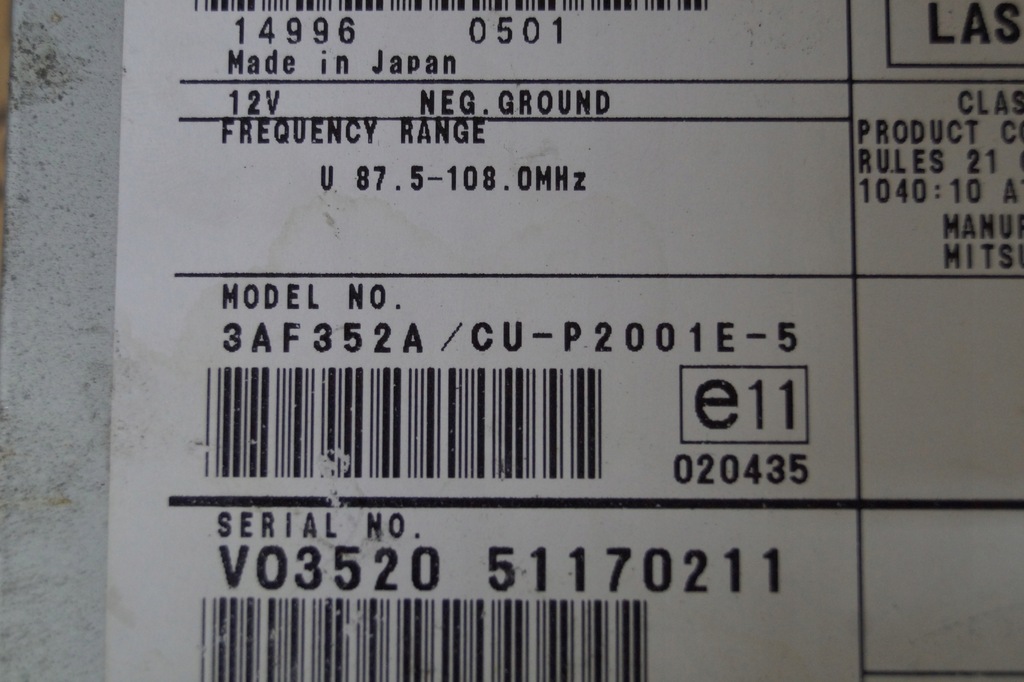 14996 0501
Made in Japan
12V NEG.GROUND
FREQUENCY RANGE
U 87.5-108.0MHz
MODEL NO.
3AF352A/CU-P2001E-5
e11
020435
SERIAL NO.
V03520 51170211
LAS
CLAS
PRODUCT CO
RULES 21
1040:10 A
MANUF
MITSU